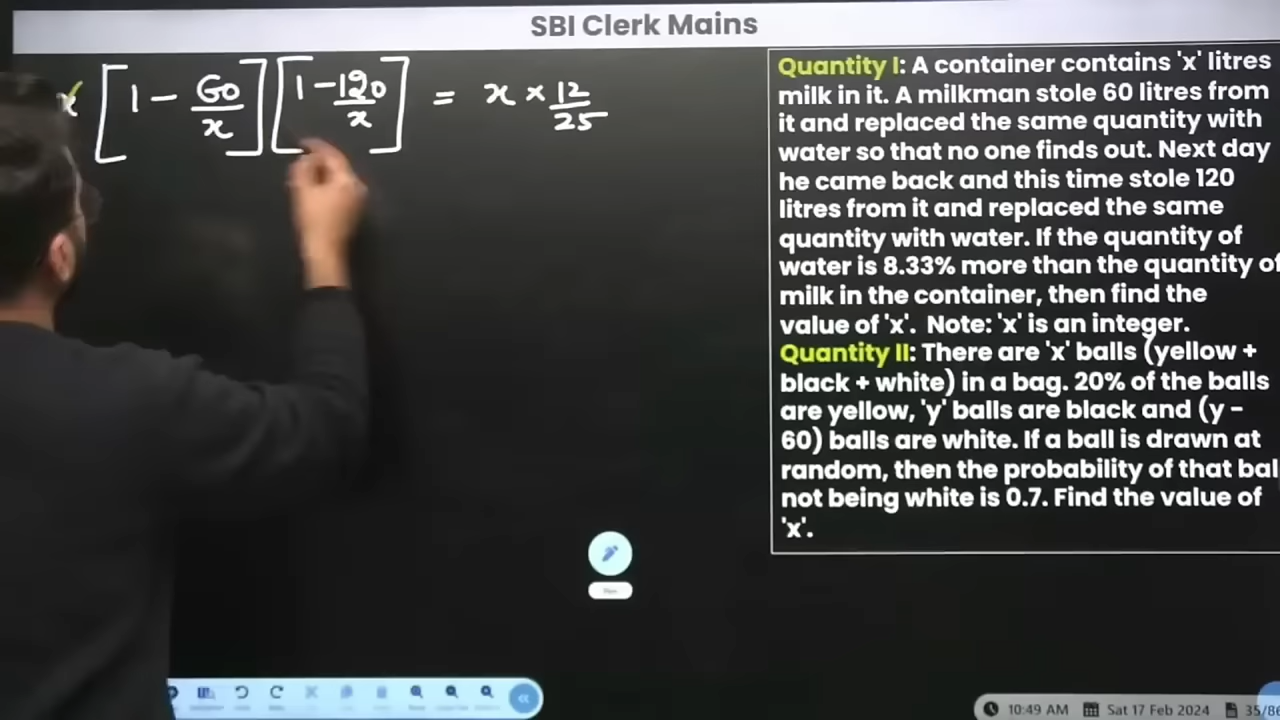 SBI Clerk Mains
x [1 - 60/x] [1 - 120/x] = x × 12/25
Quantity I: A container contains 'x' litres
milk in it. A milkman stole 60 litres from
it and replaced the same quantity with
water so that no one finds out. Next day
he came back and this time stole 120
litres from it and replaced the same
quantity with water. If the quantity of
water is 8.33% more than the quantity of
milk in the container, then find the
value of 'x'. Note: 'x' is an integer.
Quantity II: There are 'x' balls (yellow +
black + white) in a bag. 20% of the balls
are yellow, 'y' balls are black and (y -
60) balls are white. If a ball is drawn at
random, then the probability of that bal
not being white is 0.7. Find the value of
'x'.
10:49 AM Sat 17 Feb 2024 35/86